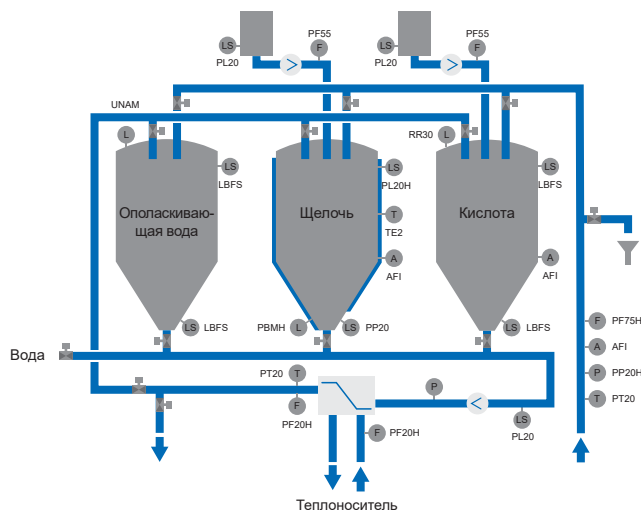 PF55
PF55
LS
F
LS
F
PL20
PL20
UNAM
L
RR30
L
LS
LBFS
LS
PL20H
LS
LBFS
Ополаскиваю-
щая вода
Щелочь
Кислота
T
TE2
A
AFI
A
AFI
LS
LBFS
PBMH
L
LS
PP20
LS
LBFS
F
PF75H
A
AFI
P
PP20H
T
PT20
Вода
PT20
T
P
F
PF20H
LS
PL20
F
PF20H
Теплоноситель